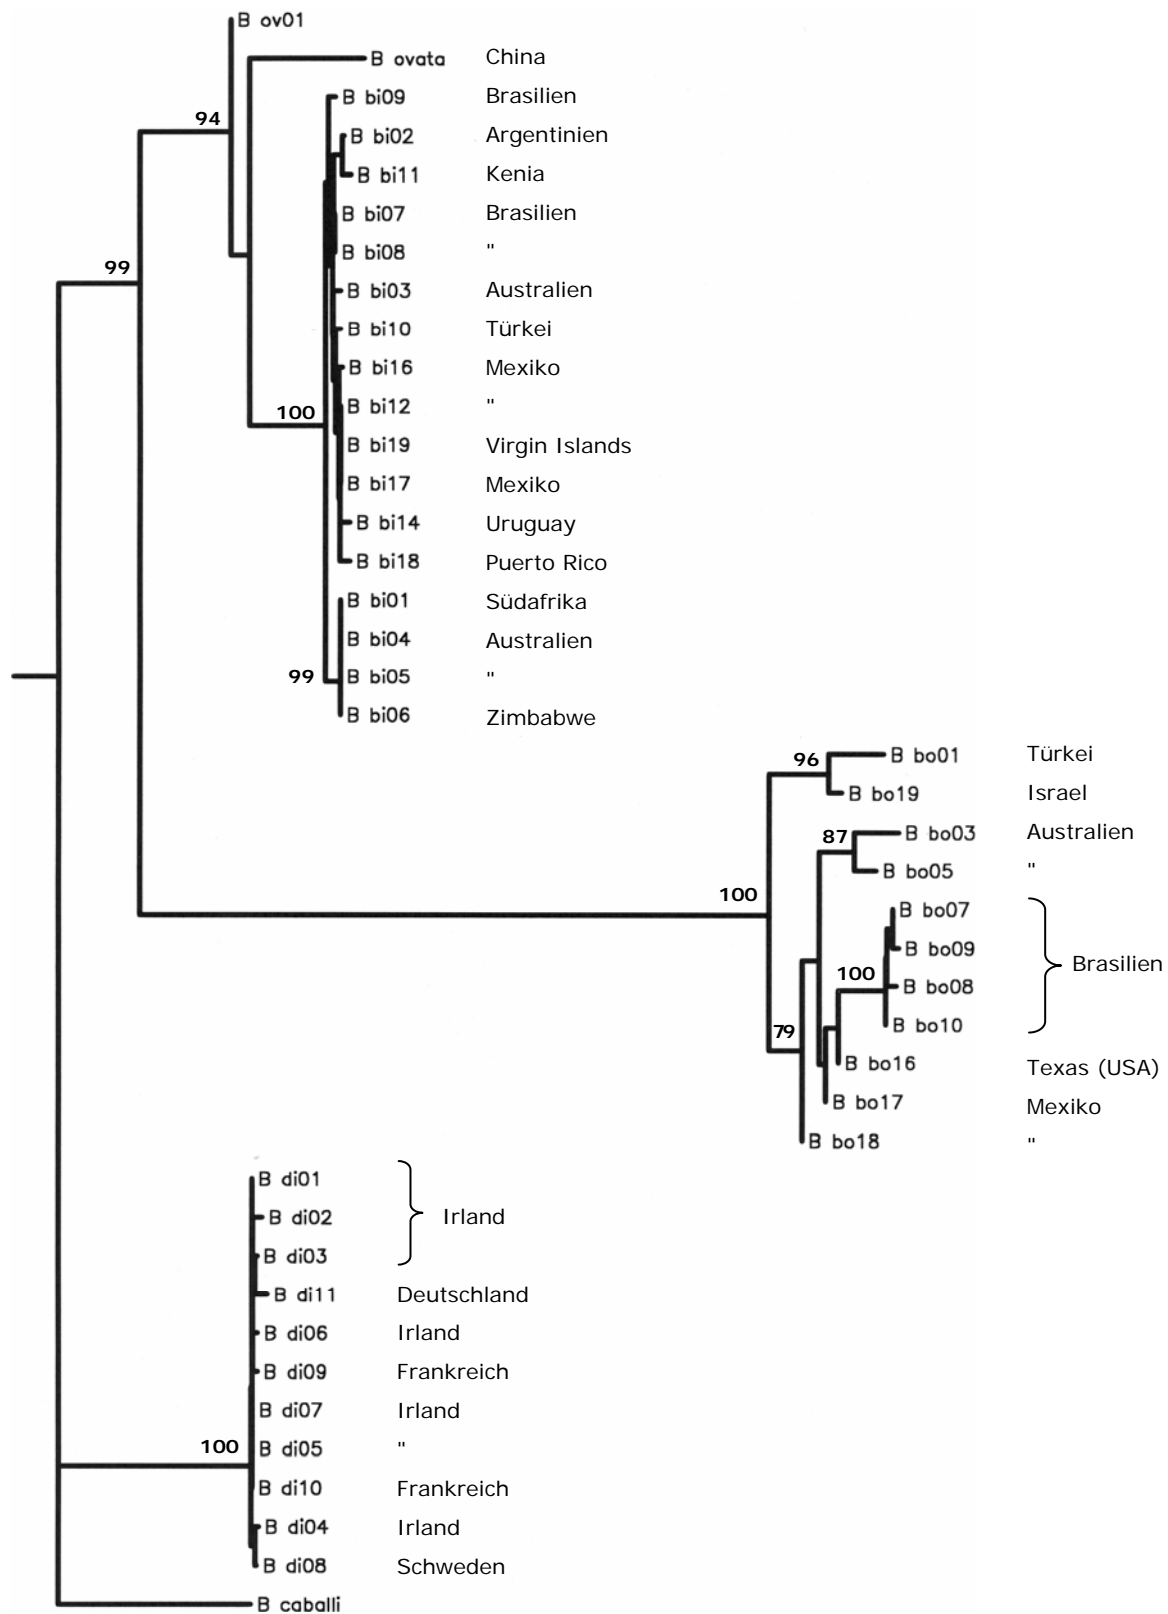 B ov01
B ovata China
B bi09 Brasilien
94
B bi02 Argentinien
B bi11 Kenia
B bi07 Brasilien
B bi08 "
99
B bi03 Australien
B bi10 Türkei
B bi16 Mexiko
B bi12 "
100
B bi19 Virgin Islands
B bi17 Mexiko
B bi14 Uruguay
B bi18 Puerto Rico
B bi01 Südafrika
B bi04 Australien
99 B bi05 "
B bi06 Zimbabwe
96 B bo01 Türkei
B bo19 Israel
87 B bo03 Australien
B bo05 "
100
B bo07
B bo09
Brasilien
100
B bo08
B bo10
79
B bo16 Texas (USA)
B bo17 Mexiko
B bo18 "
B di01
B di02 Irland
B di03
B di11 Deutschland
B di06 Irland
B di09 Frankreich
B di07 Irland
100 B di05 "
B di10 Frankreich
B di04 Irland
B di08 Schweden
B caballi